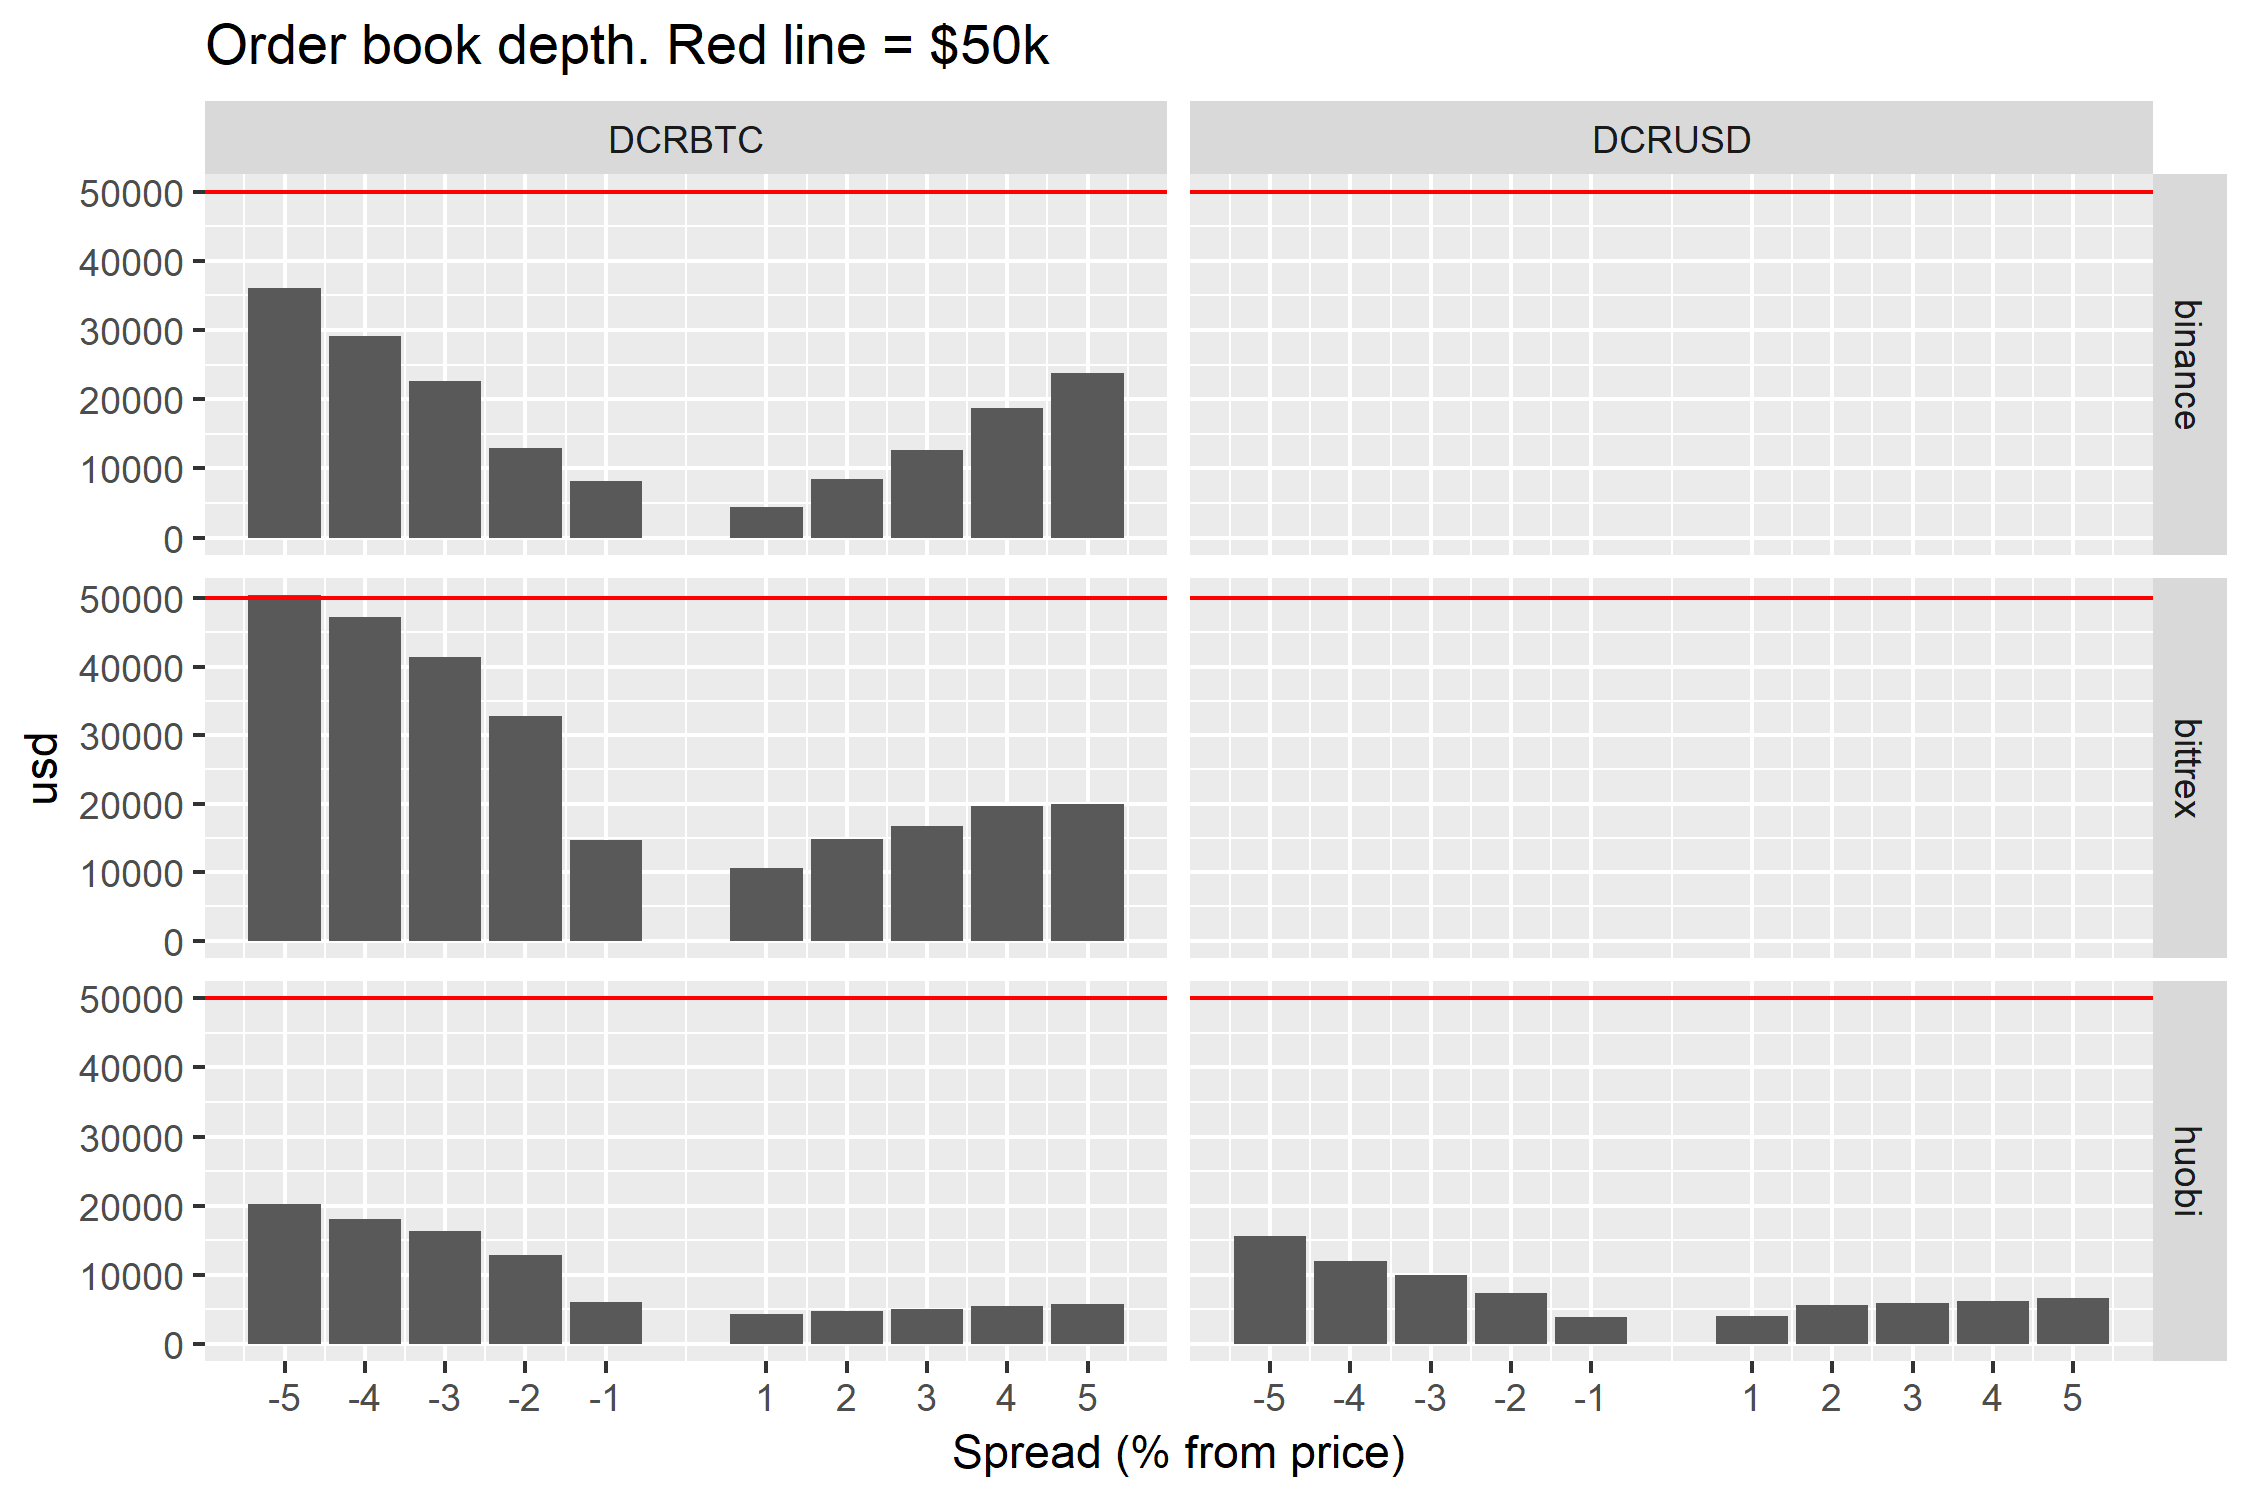 Order book depth. Red line = $50k
DCRBTC
DCRUSD
50000
40000
30000
20000
10000
0
binance
50000
40000
30000
20000
10000
0
bittrex
50000
40000
30000
20000
10000
0
huobi
usd
-5 -4 -3 -2 -1 1 2 3 4 5
-5 -4 -3 -2 -1 1 2 3 4 5
Spread (% from price)